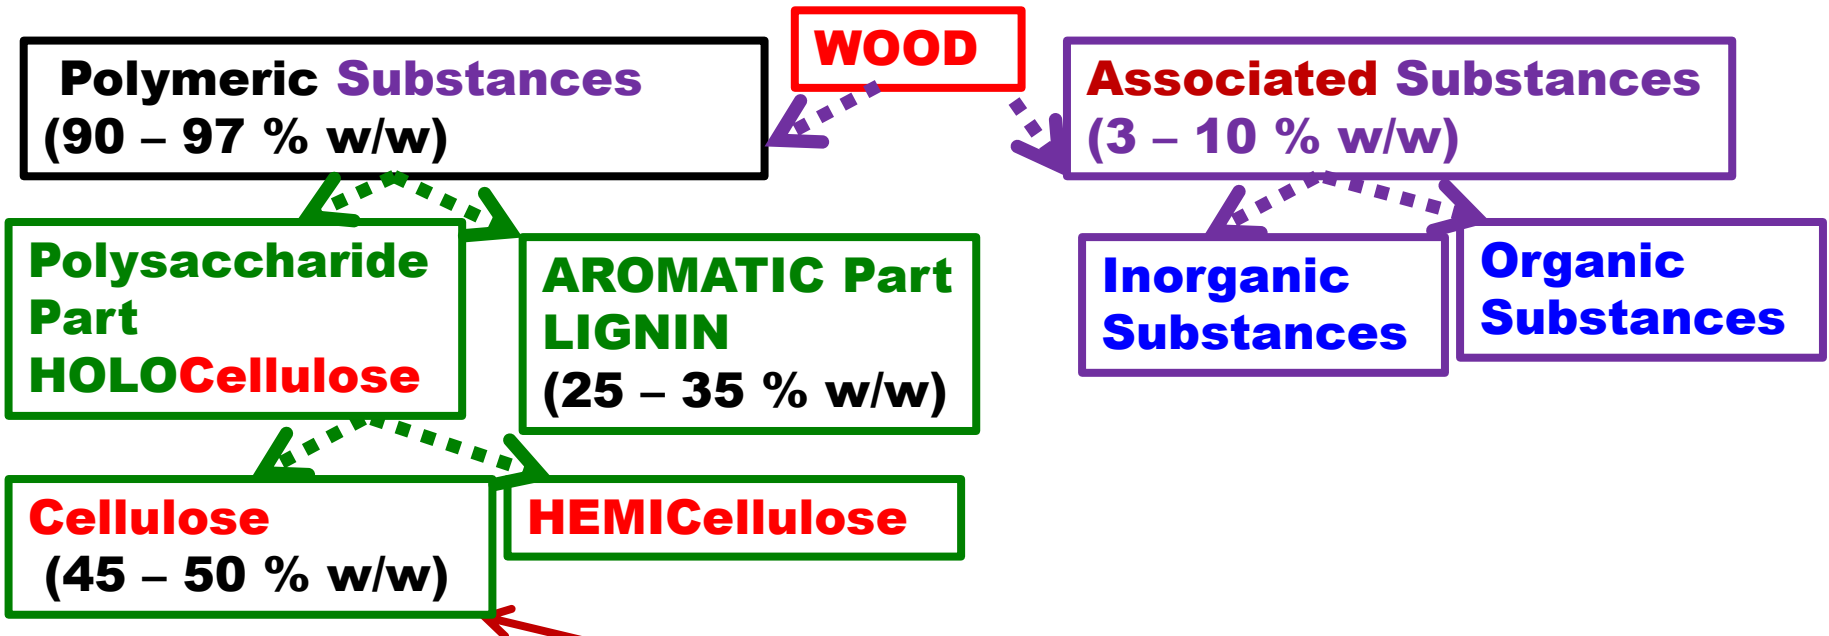 WOOD
Polymeric Substances
(90 – 97 % w/w)
Associated Substances
(3 – 10 % w/w)
Polysaccharide
Part
HOLOCellulose
AROMATIC Part
LIGNIN
(25 – 35 % w/w)
Inorganic
Substances
Organic
Substances
Cellulose
(45 – 50 % w/w)
HEMICellulose